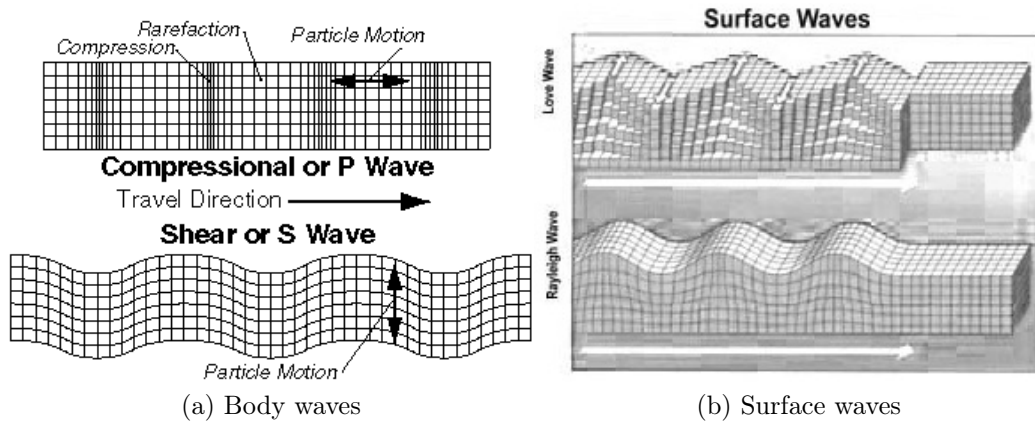 Rarefaction
Compression
Particle Motion
Compressional or P Wave
Travel Direction
Shear or S Wave
Particle Motion
(a) Body waves
Surface Waves
Love Wave
Rayleigh Wave
(b) Surface waves